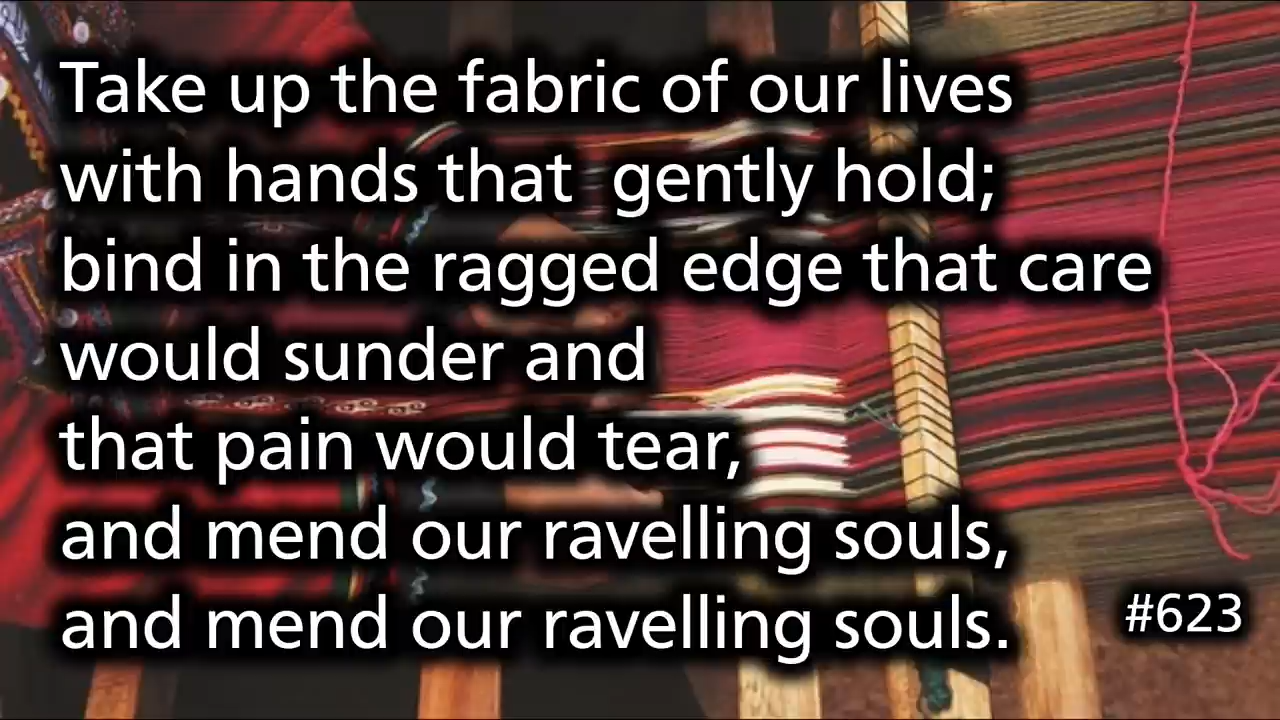 Take up the fabric of our lives
with hands that  gently hold;
bind in the ragged edge that care
would sunder and
that pain would tear,
and mend our ravelling souls,
and mend our ravelling souls.
#623